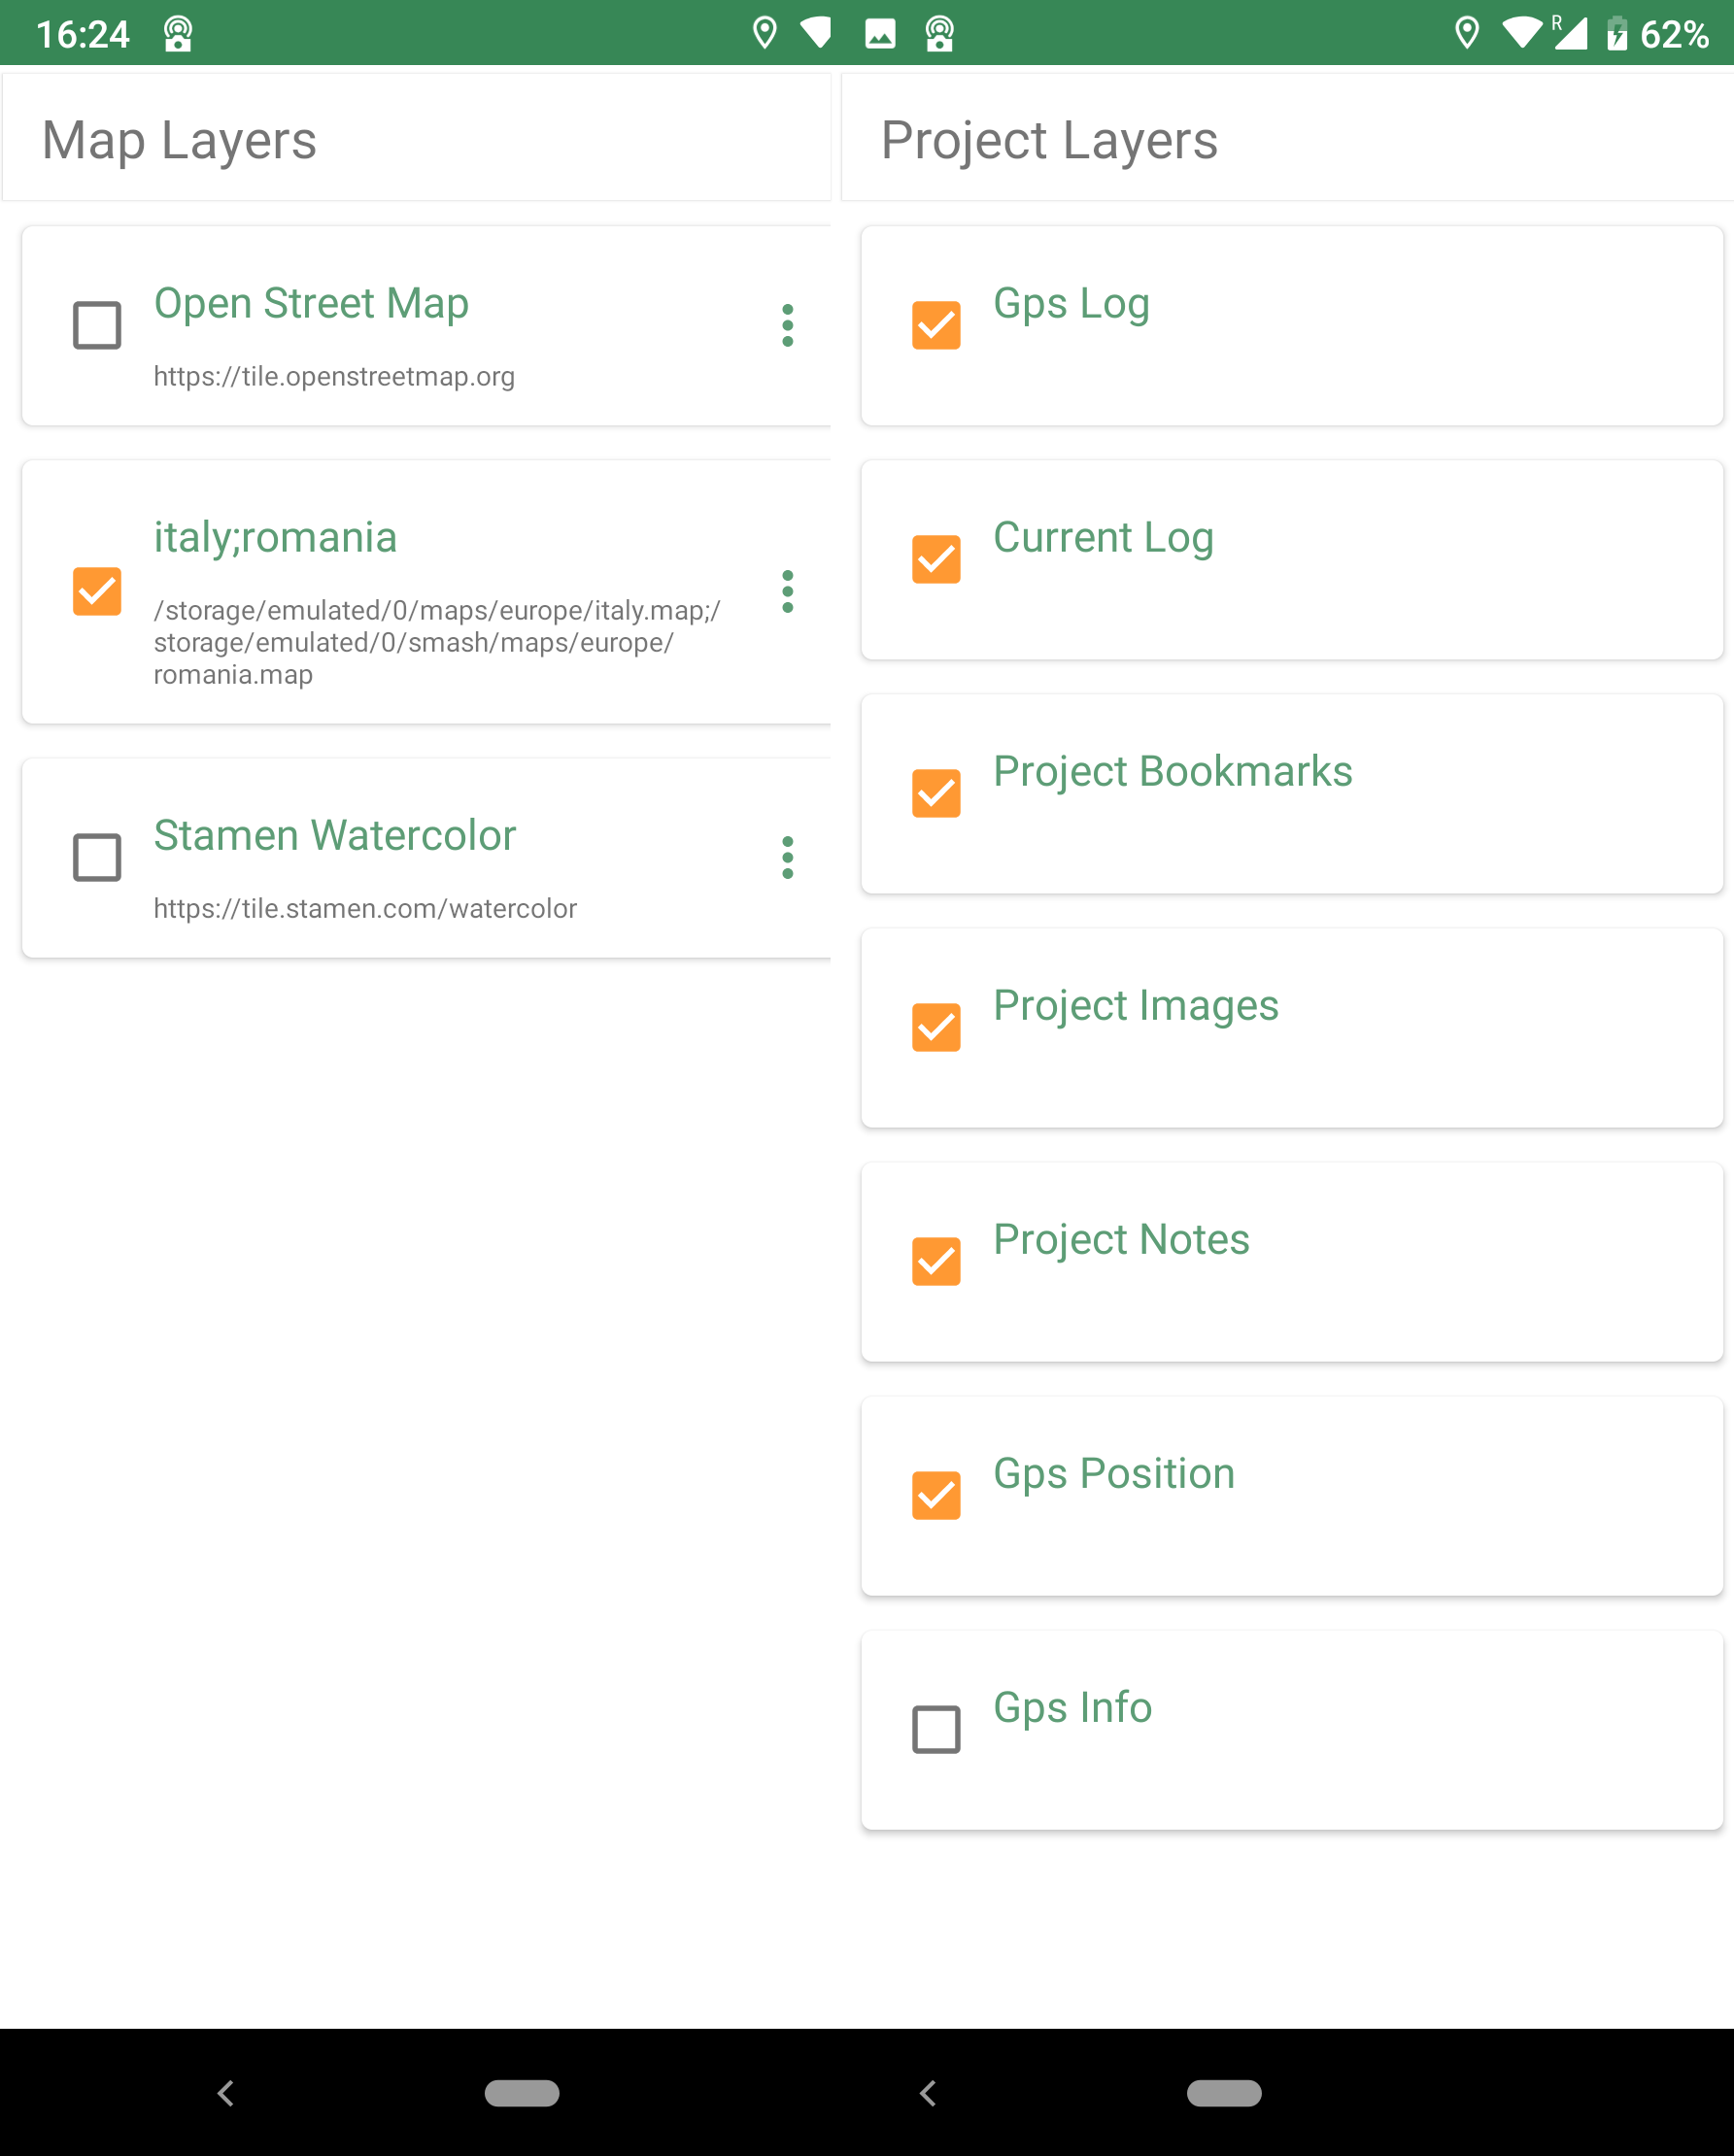 16:24
R
62%
Map Layers
Open Street Map
https://tile.openstreetmap.org
italy;romania
/storage/emulated/0/maps/europe/italy.map;/
storage/emulated/0/smash/maps/europe/
romania.map
Stamen Watercolor
https://tile.stamen.com/watercolor
Project Layers
Gps Log
Current Log
Project Bookmarks
Project Images
Project Notes
Gps Position
Gps Info